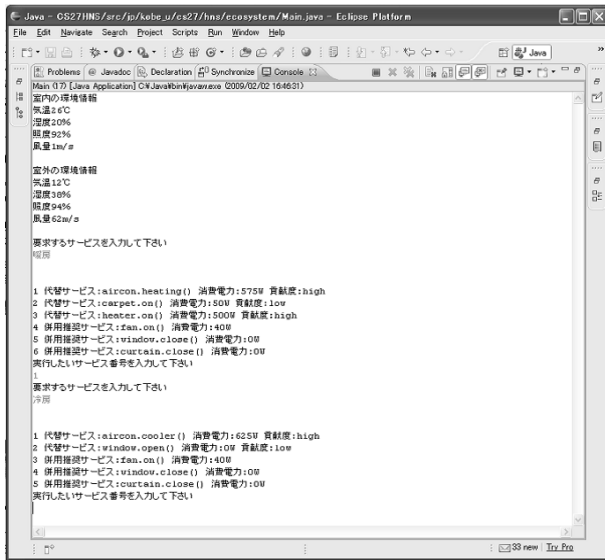 Java - CS27HNS/src/jp/kobe_u/cs27/hns/ecosystem/Main.java - Eclipse Platform
File Edit Navigate Search Project Scripts Run Window Help
Java
Problems @ Javadoc Declaration Synchronize Console
Main (17) [Java Application] C:¥Java¥bin¥javaw.exe (2009/02/02 16:46:31)
室内の環境情報
気温26℃
湿度20%
照度92%
風量1m/s
室外の環境情報
気温12℃
湿度38%
照度94%
風量62m/s
要求するサービスを入力して下さい
暖房
1 代替サービス:aircon.heating() 消費電力:575W 貢献度:high
2 代替サービス:carpet.on() 消費電力:50W 貢献度:low
3 代替サービス:heater.on() 消費電力:500W 貢献度:high
4 併用推奨サービス:fan.on() 消費電力:40W
5 併用推奨サービス:window.close() 消費電力:0W
6 併用推奨サービス:curtain.close() 消費電力:0W
実行したいサービス番号を入力して下さい
1
要求するサービスを入力して下さい
冷房
1 代替サービス:aircon.cooler() 消費電力:625W 貢献度:high
2 代替サービス:window.open() 消費電力:0W 貢献度:low
3 併用推奨サービス:fan.on() 消費電力:40W
4 併用推奨サービス:window.close() 消費電力:0W
5 併用推奨サービス:curtain.close() 消費電力:0W
実行したいサービス番号を入力して下さい
33 new Try Pro